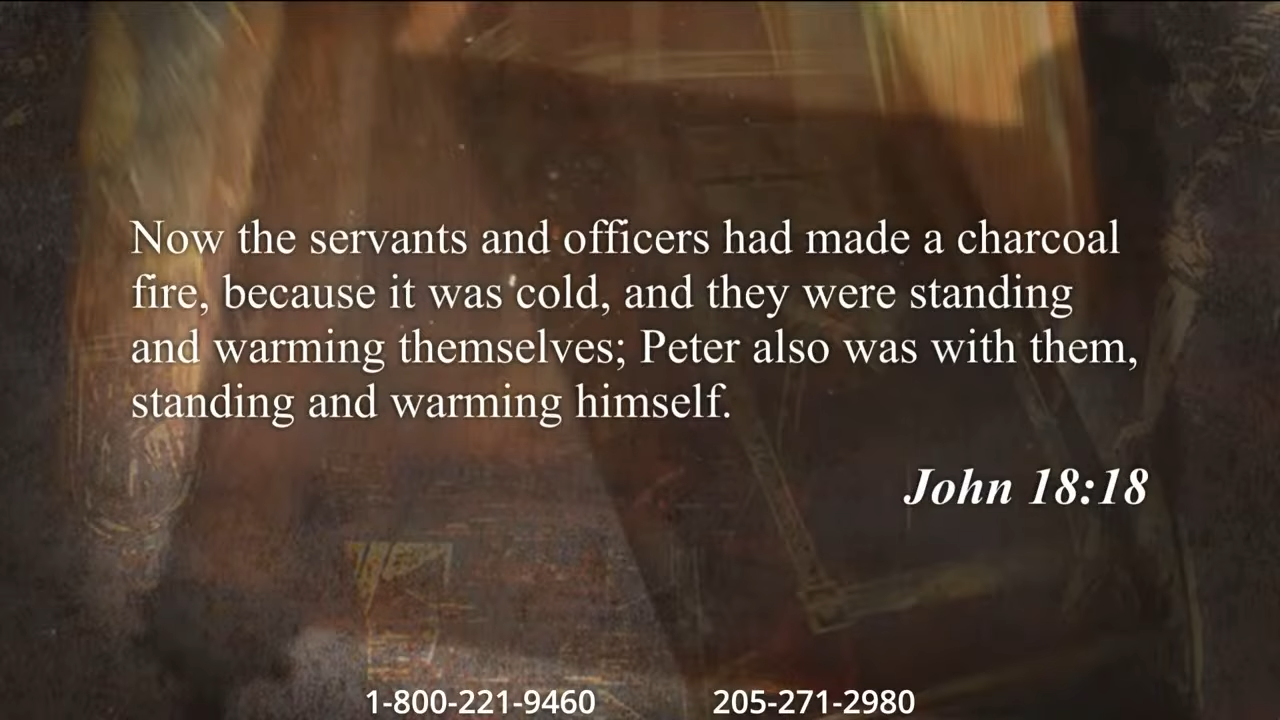 Now the servants and officers had made a charcoal
fire, because it was cold, and they were standing
and warming themselves; Peter also was with them,
standing and warming himself.
John 18:18
1-800-221-9460 205-271-2980